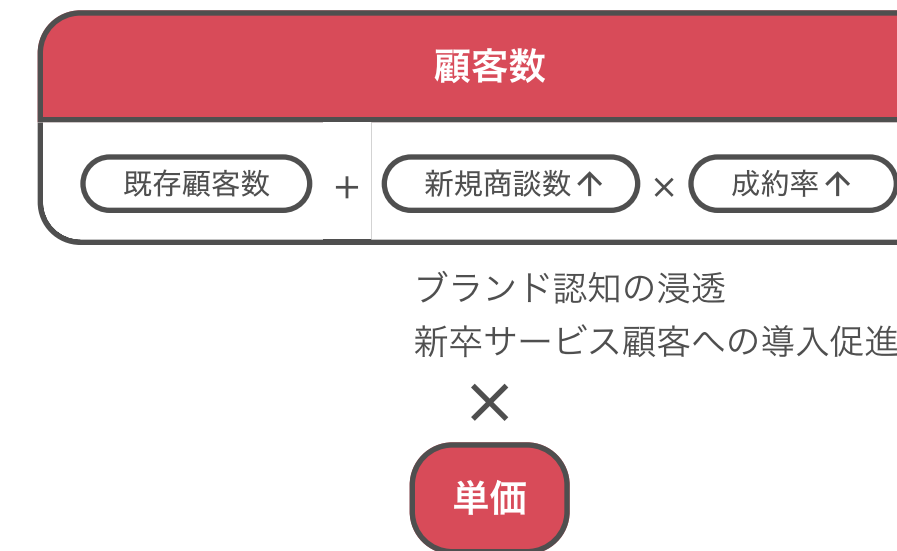 顧客数
既存顧客数 + 新規商談数↑ × 成約率↑
ブランド認知の浸透
新卒サービス顧客への導入促進
×
単価